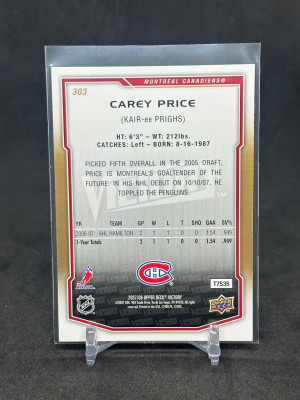 MONTREAL CANADIENS®
303
CAREY PRICE
(KAIR-ee PRIGHS)
HT: 6'3" - WT: 212lbs.
CATCHES: Left - BORN: 8-16-1987
PICKED FIFTH OVERALL IN THE 2005 DRAFT,
PRICE IS MONTREAL'S GOALTENDER OF THE
FUTURE. IN HIS NHL DEBUT ON 10/10/07, HE
TOPPLED THE PENGUINS.
VICTORY
YR TEAM GP W L T SHO GAA SV%
2006-07 AHL HAMILTON 2 1 1 0 0 1.54 .949
1-Year Totals 2 1 1 0 0 1.54 .949
T7535
NHL
2007/08 UPPER DECK VICTORY
UPPER DECK